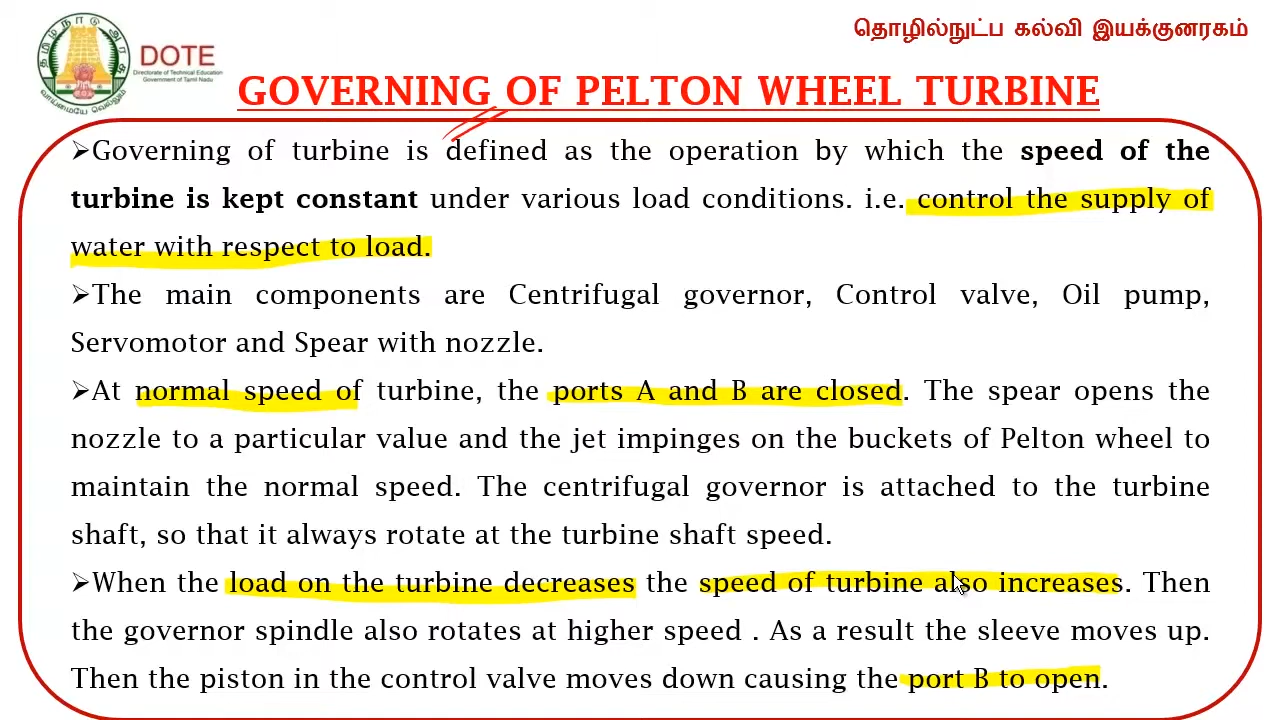 தொழில்நுட்ப கல்வி இயக்குனரகம்
தமிழ்நாடு அரசு
வாய்மையே வெல்லும்
DOTE
Directorate of Technical Education
Government of Tamil Nadu
GOVERNING OF PELTON WHEEL TURBINE
➢Governing of turbine is defined as the operation by which the speed of the
turbine is kept constant under various load conditions. i.e. control the supply of
water with respect to load.
➢The main components are Centrifugal governor, Control valve, Oil pump,
Servomotor and Spear with nozzle.
➢At normal speed of turbine, the ports A and B are closed. The spear opens the
nozzle to a particular value and the jet impinges on the buckets of Pelton wheel to
maintain the normal speed. The centrifugal governor is attached to the turbine
shaft, so that it always rotate at the turbine shaft speed.
➢When the load on the turbine decreases the speed of turbine also increases. Then
the governor spindle also rotates at higher speed . As a result the sleeve moves up.
Then the piston in the control valve moves down causing the port B to open.